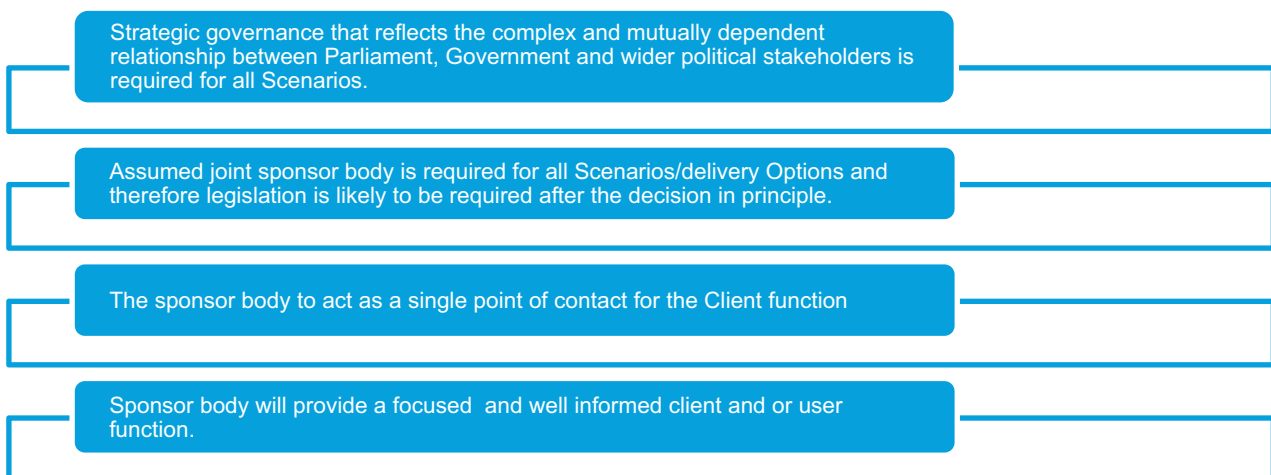 Strategic governance that reflects the complex and mutually dependent
relationship between Parliament, Government and wider political stakeholders is
required for all Scenarios.
Assumed joint sponsor body is required for all Scenarios/delivery Options and
therefore legislation is likely to be required after the decision in principle.
The sponsor body to act as a single point of contact for the Client function
Sponsor body will provide a focused  and well informed client and or user
function.